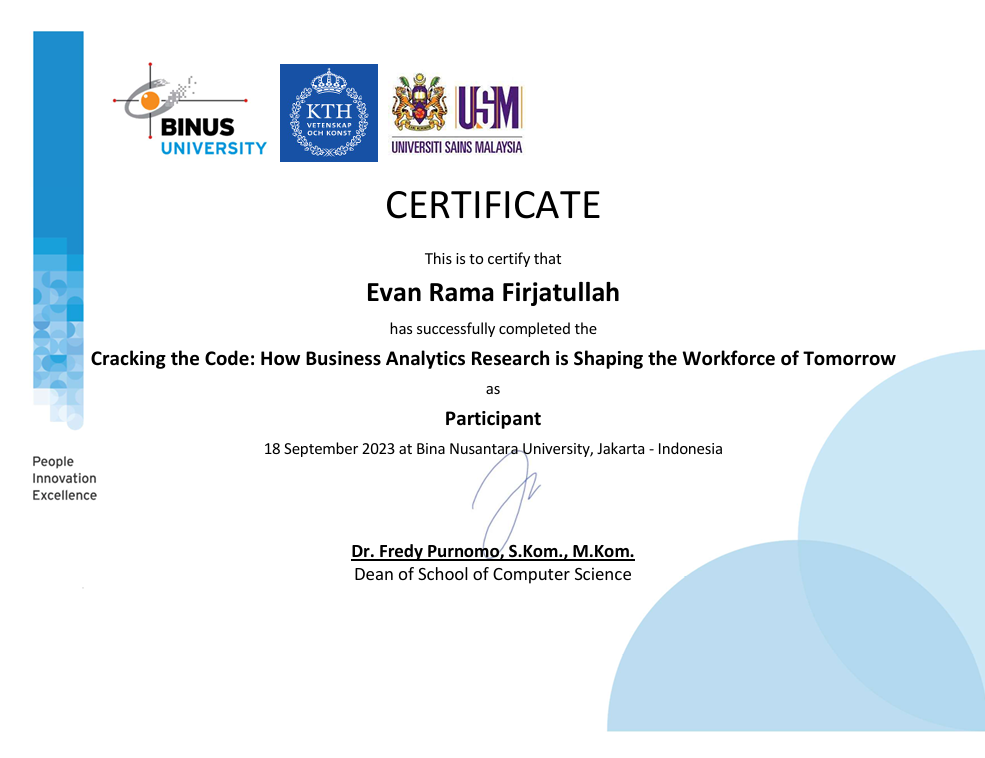 BINUS
UNIVERSITY
KTH
VETENSKAP
OCH KONST
USM
UNIVERSITI SAINS MALAYSIA
CERTIFICATE
This is to certify that
Evan Rama Firjatullah
has successfully completed the
Cracking the Code: How Business Analytics Research is Shaping the Workforce of Tomorrow
as
Participant
18 September 2023 at Bina Nusantara University, Jakarta - Indonesia
People
Innovation
Excellence
Dr. Fredy Purnomo, S.Kom., M.Kom.
Dean of School of Computer Science